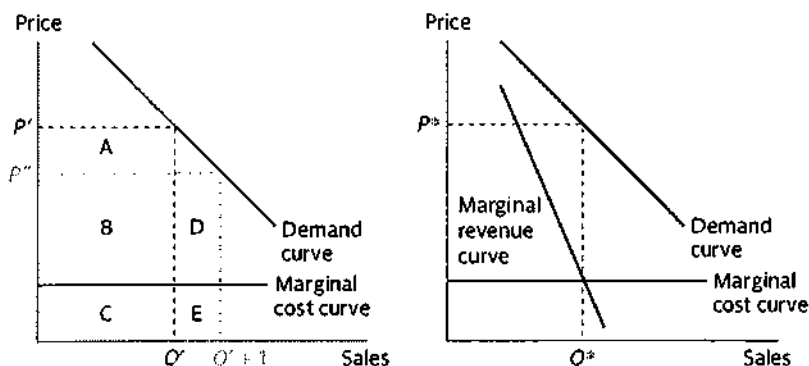 Price
P'
A
P''
B
D
Demand
curve
Marginal
cost curve
C
E
Q'
Q' + 1
Sales
Price
P*
Marginal
revenue
curve
Demand
curve
Marginal
cost curve
Q*
Sales